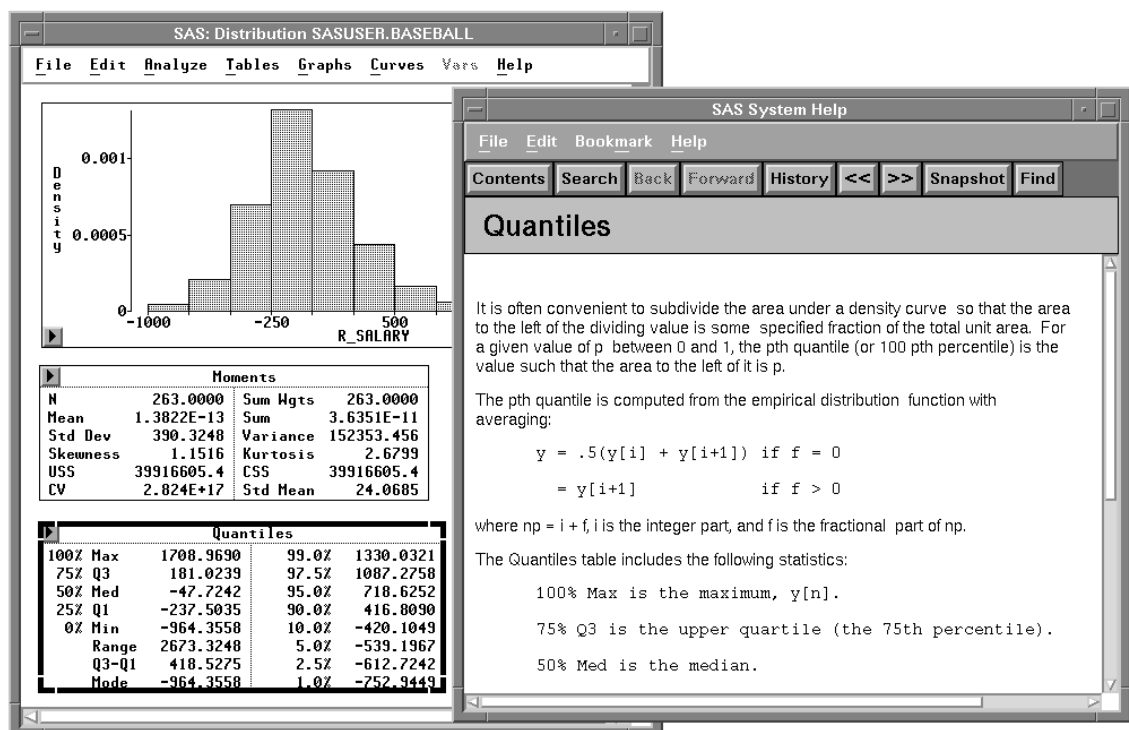 SAS: Distribution SASUSER.BASEBALL
File Edit Analyze Tables Graphs Curves Vars Help
Density
0.001
0.0005
0
-1000 -250 500
R_SALARY
Moments
N 263.0000 Sum Wgts 263.0000
Mean 1.3822E-13 Sum 3.6351E-11
Std Dev 390.3248 Variance 152353.456
Skewness 1.1516 Kurtosis 2.6799
USS 39916605.4 CSS 39916605.4
CV 2.824E+17 Std Mean 24.0685
Quantiles
100% Max 1708.9690 99.0% 1330.0321
75% Q3 181.0239 97.5% 1087.2758
50% Med -47.7242 95.0% 718.6252
25% Q1 -237.5035 90.0% 416.8090
0% Min -964.3558 10.0% -420.1049
Range 2673.3248 5.0% -539.1967
Q3-Q1 418.5275 2.5% -612.7242
Mode -964.3558 1.0% -752.9449
SAS System Help
File Edit Bookmark Help
Contents Search Back Forward History << >> Snapshot Find
Quantiles
It is often convenient to subdivide the area under a density curve so that the area
to the left of the dividing value is some specified fraction of the total unit area. For
a given value of p between 0 and 1, the pth quantile (or 100 pth percentile) is the
value such that the area to the left of it is p.
The pth quantile is computed from the empirical distribution function with
averaging:
y = .5(y[i] + y[i+1]) if f = 0
= y[i+1] if f > 0
where np = i + f, i is the integer part, and f is the fractional part of np.
The Quantiles table includes the following statistics:
100% Max is the maximum, y[n].
75% Q3 is the upper quartile (the 75th percentile).
50% Med is the median.